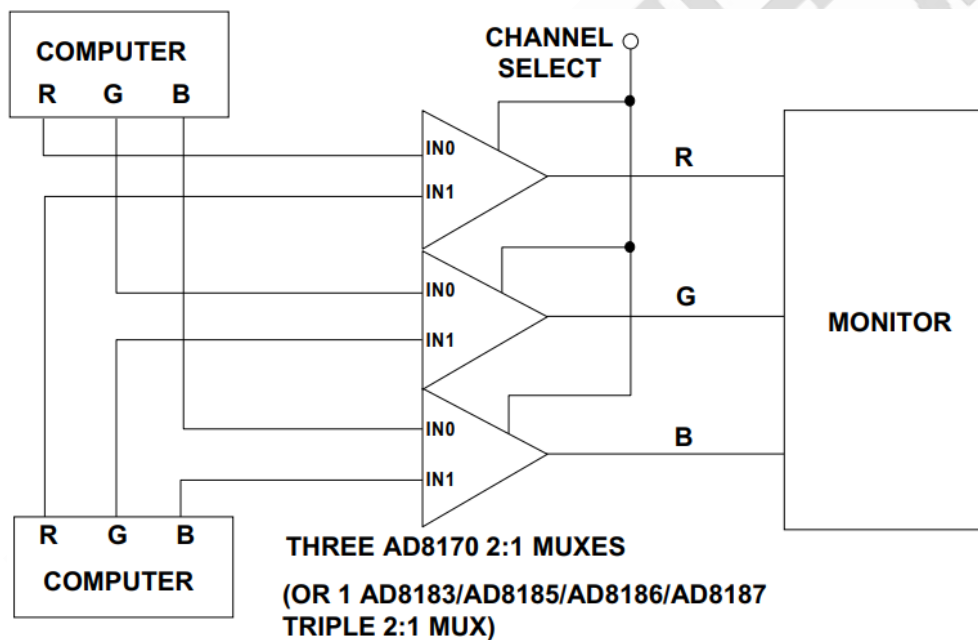 COMPUTER
R G B
CHANNEL
SELECT
IN0
IN1
R
IN0
IN1
G
MONITOR
IN0
IN1
B
R G B
COMPUTER
THREE AD8170 2:1 MUXES
(OR 1 AD8183/AD8185/AD8186/AD8187
TRIPLE 2:1 MUX)